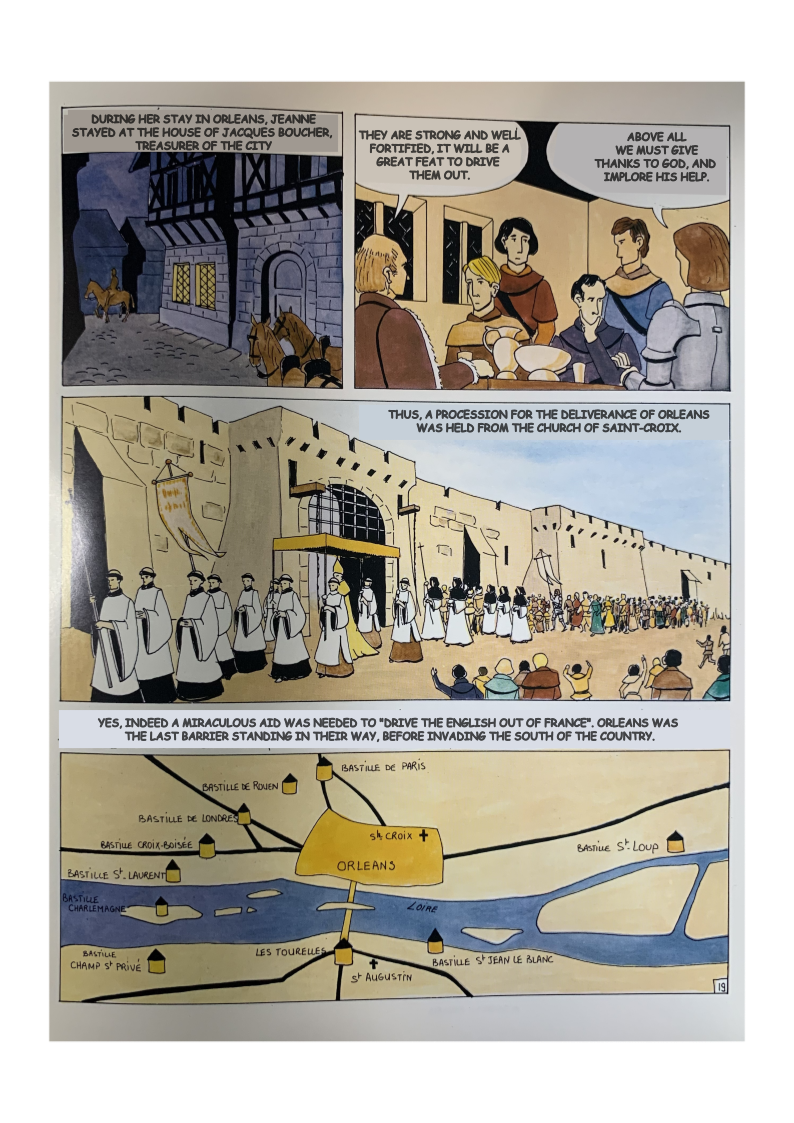 DURING HER STAY IN ORLEANS, JEANNE
STAYED AT THE HOUSE OF JACQUES BOUCHER,
TREASURER OF THE CITY
THEY ARE STRONG AND WELL
FORTIFIED, IT WILL BE A
GREAT FEAT TO DRIVE
THEM OUT.
ABOVE ALL
WE MUST GIVE
THANKS TO GOD, AND
IMPLORE HIS HELP.
THUS, A PROCESSION FOR THE DELIVERANCE OF ORLEANS
WAS HELD FROM THE CHURCH OF SAINT-CROIX.
YES, INDEED A MIRACULOUS AID WAS NEEDED TO "DRIVE THE ENGLISH OUT OF FRANCE". ORLEANS WAS
THE LAST BARRIER STANDING IN THEIR WAY, BEFORE INVADING THE SOUTH OF THE COUNTRY.
BASTILLE DE PARIS
BASTILLE DE ROUEN
BASTILLE DE LONDRES
Ste CROIX
BASTILLE CROIX-BOISÉE
BASTILLE St-LOUP
ORLEANS
BASTILLE St-LAURENT
BASTILLE
CHARLEMAGNE
LOIRE
LES TOURELLES
BASTILLE
CHAMP St PRIVÉ
BASTILLE St JEAN LE BLANC
St AUGUSTIN
19